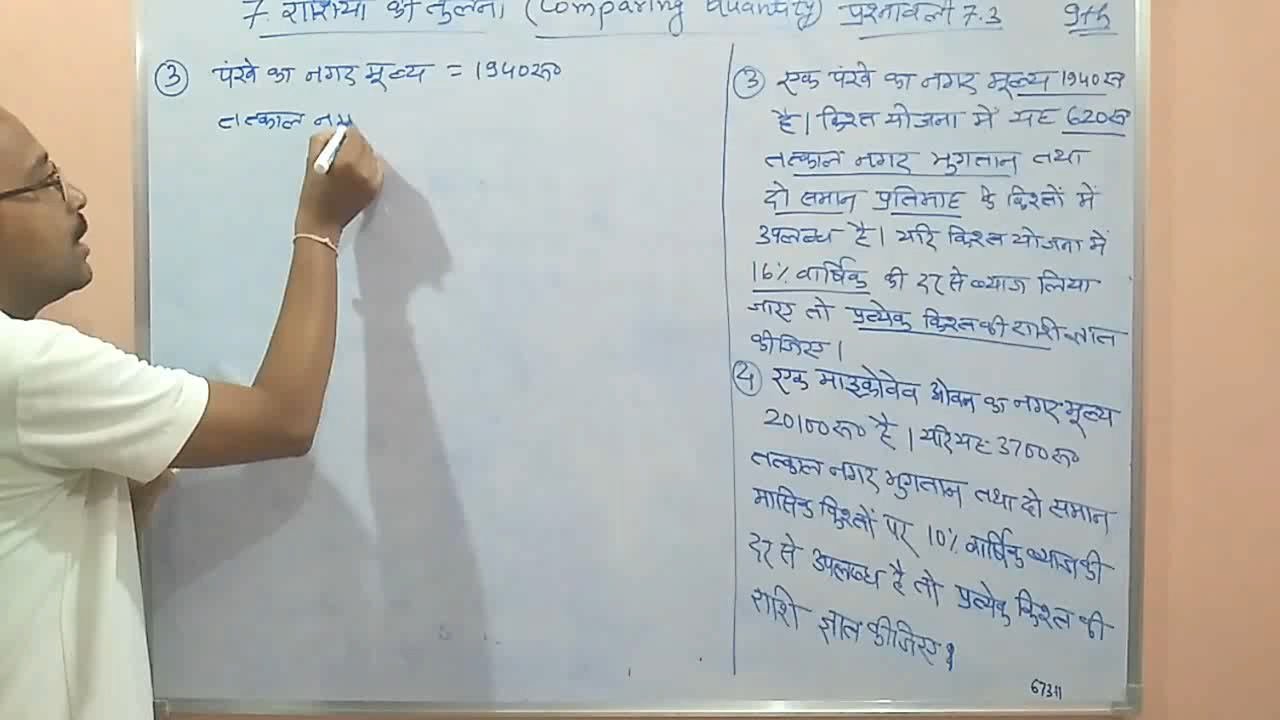 7. राशियों की तुलना (Comparing Quantity) प्रश्नावली 7.3 9th
③ पंखे का नगद मूल्य = 1940रू०
तत्काल नग
③ एक पंखे का नगद मूल्य 1940रू
है। किश्त योजना में यह 620रू
तत्काल नगद भुगतान तथा
दो समान प्रतिमाह के किश्तों में
उपलब्ध है। यदि किश्त योजना में
16% वार्षिक की दर से ब्याज लिया
जाए तो प्रत्येक किश्त की राशि ज्ञात
कीजिए।
④ एक माइक्रोवेव ओवन का नगद मूल्य
20100रू० है। यदि यह 3700रू०
तत्काल नगद भुगतान तथा दो समान
मासिक किश्तों पर 10% वार्षिक ब्याज की
दर से उपलब्ध है तो प्रत्येक किश्त की
राशि ज्ञात कीजिए।